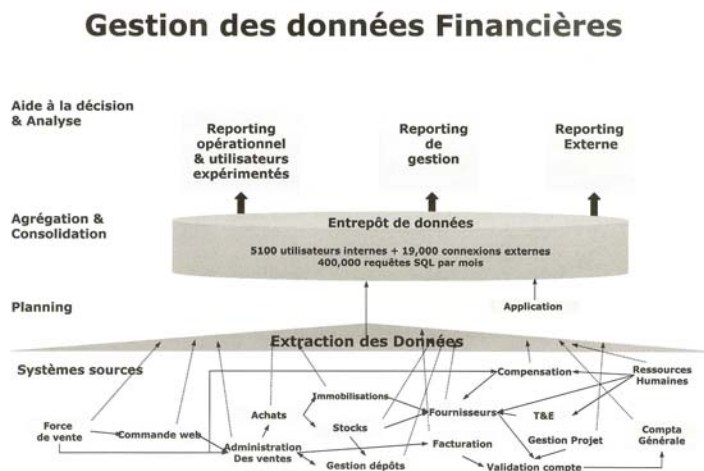 Gestion des données Financières
Aide à la décision
& Analyse
Reporting
opérationnel
& utilisateurs
expérimentés
Reporting
de
gestion
Reporting
Externe
Agrégation &
Consolidation
Entrepôt de données
5100 utilisateurs internes + 19,000 connexions externes
400,000 requêtes SQL par mois
Planning
Application
Extraction des Données
Systèmes sources
Compensation
Ressources
Humaines
Immobilisations
Achats
Fournisseurs
T&E
Force
de vente
Commande web
Stocks
Administration
Des ventes
Facturation
Gestion Projet
Compta
Générale
Gestion dépôts
Validation compte